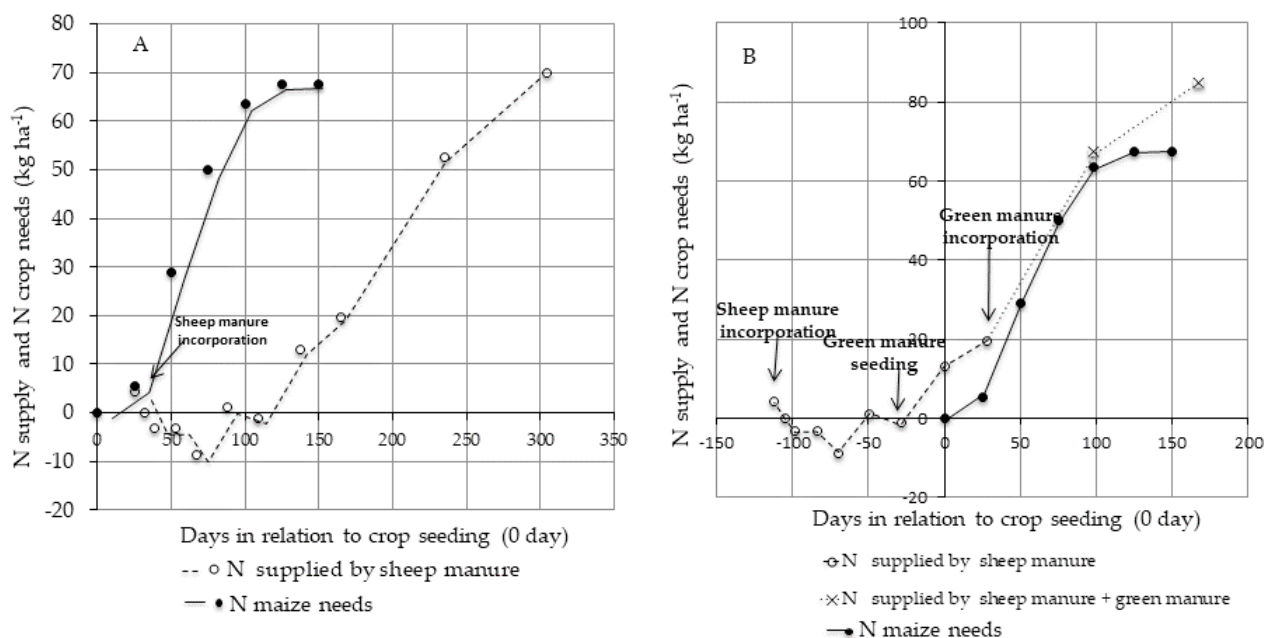 A
N supply and N crop needs (kg ha⁻¹)
80
70
60
50
40
30
20
10
0
-10
-20
0
50
100
150
200
250
300
350
Sheep manure
incorporation
Days in relation to crop seeding (0 day)
N supplied by sheep manure
N maize needs
B
N supply and N crop needs (kg ha⁻¹)
100
80
60
40
20
0
-20
-150
-100
-50
0
50
100
150
200
Green manure
incorporation
Sheep manure
incorporation
Green manure
seeding
Days in relation to crop seeding (0 day)
N supplied by sheep manure
N supplied by sheep manure + green manure
N maize needs